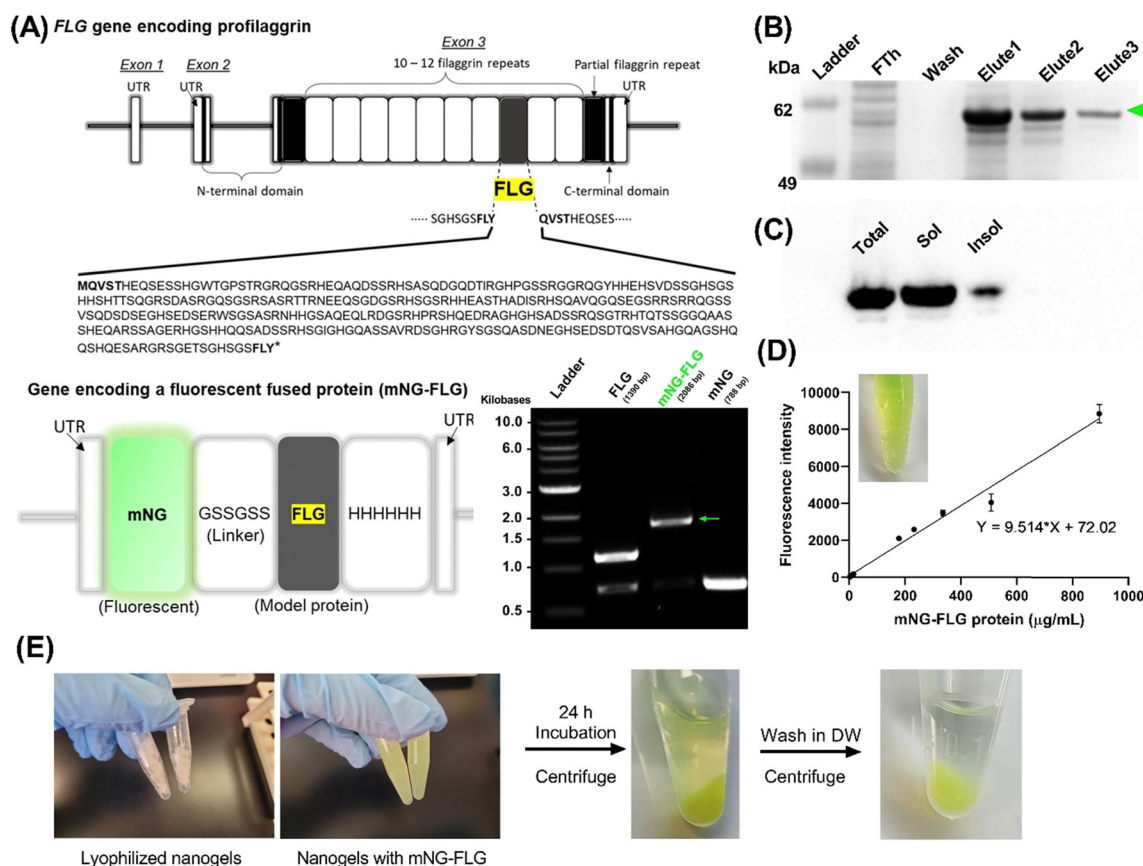 (A) FLG gene encoding profilaggrin
Exon 1
Exon 2
Exon 3
UTR
UTR
10 – 12 filaggrin repeats
Partial filaggrin repeat
UTR
N-terminal domain
C-terminal domain
FLG
..... SGHSGSFLY
QVSTHEQSES.....
MQVSTHEQSESSHGWTGPSTRGRQGSRHEQAQDSSRHSASQDGQDTIRGHPGSSRGGRQGYHHEHSVDSSGHSGS
HHSHTTSQGRSDASRGQSGSRSASRTTRNEEQSGDGSRHSGSRHHEASTHADISRHSQAVQGQSEGSRRSRRQGSS
VSQDSDSEGHSEDSERWSGSASRNHHGSAQEQLRDGSRHPRSHQEDRAGHGHSADSSRQSGTRHTQTSSGGQAAS
SHEQARSSAGERHGSHHQQSADSSRHSGIGHGQASSAVRDSGHRGYSGSQASDNEGHSEDSDTQSVSAHGQAGSHQ
QSHQESARGRSGETSGHSGSFLY*
Gene encoding a fluorescent fused protein (mNG-FLG)
UTR
UTR
mNG
GSSGSS
(Linker)
FLG
HHHHHH
(Fluorescent)
(Model protein)
Kilobases
Ladder
FLG
(1390 bp)
mNG-FLG
(2086 bp)
mNG
(788 bp)
10.0
6.0
3.0
2.0
1.5
1.0
0.5
(B)
kDa
Ladder
FTh
Wash
Elute1
Elute2
Elute3
62
49
(C)
Total
Sol
Insol
(D)
Fluorescence intensity
10000
8000
6000
4000
2000
0
Y = 9.514*X + 72.02
0 200 400 600 800 1000
mNG-FLG protein (μg/mL)
(E)
Lyophilized nanogels
Nanogels with mNG-FLG
24 h
Incubation
Centrifuge
Wash in DW
Centrifuge